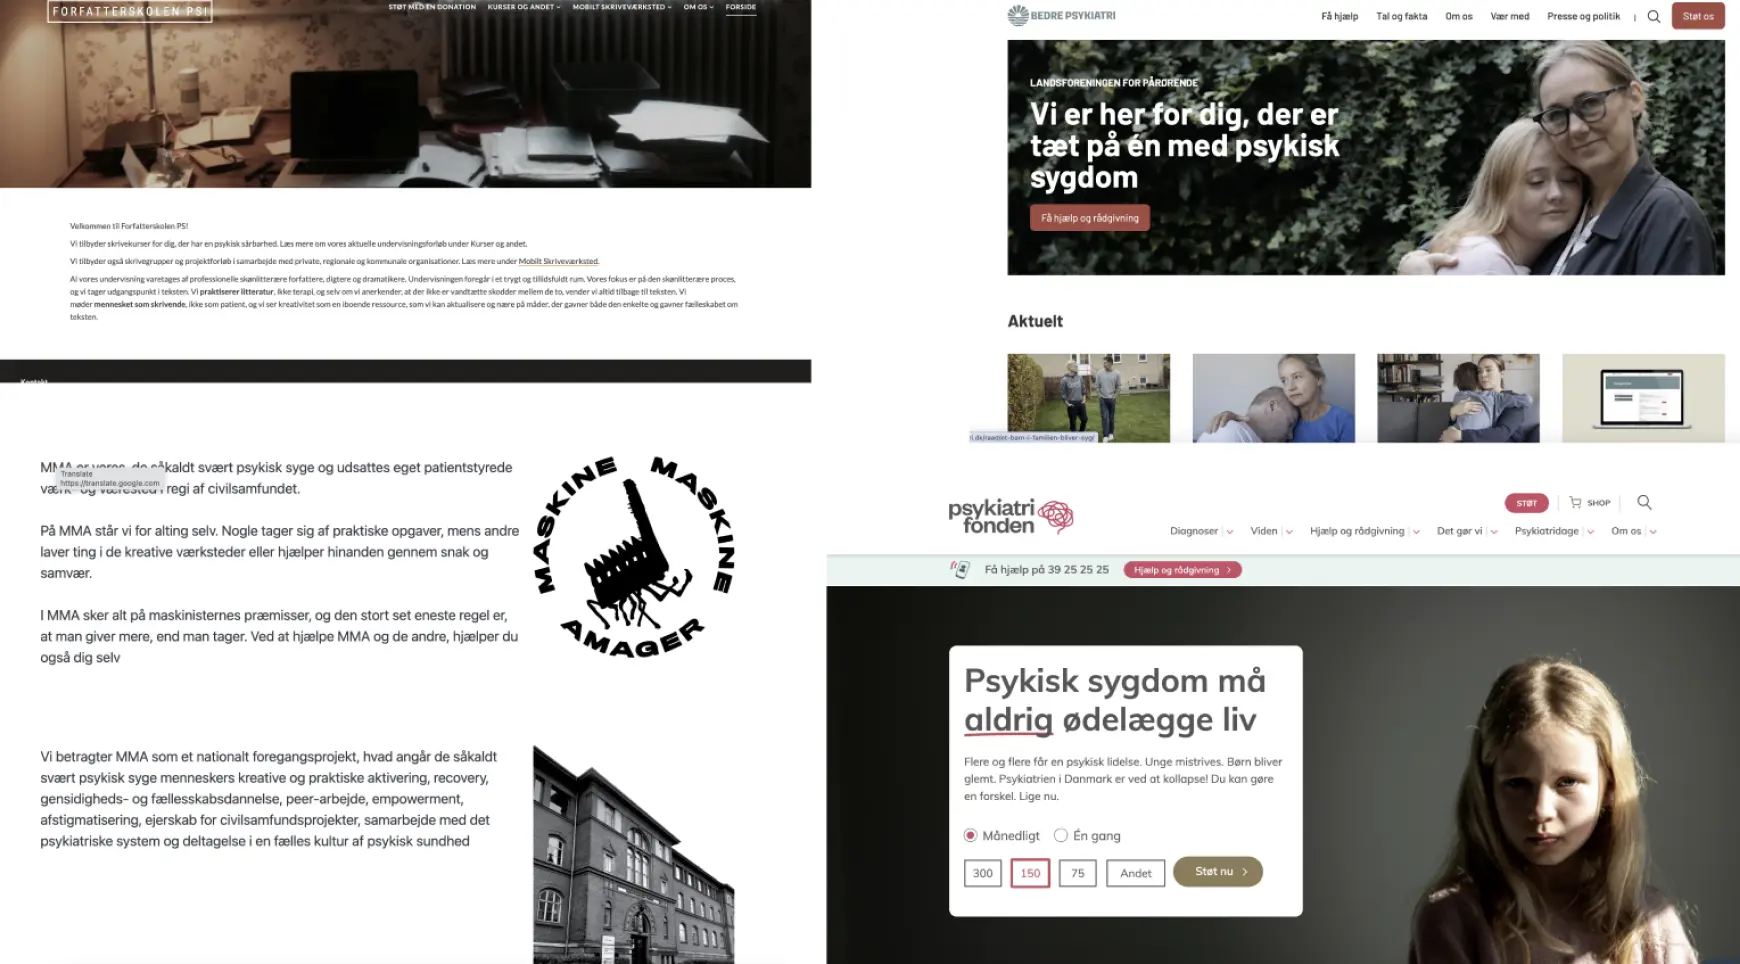 FORFATTERSKOLEN PS!
STØT MED EN DONATION KURSER OG ANDET MOBILT SKRIVEVÆRKSTED OM OS FORSIDE
Velkommen til Forfatterskolen PS!
Vi tilbyder skrivekurser for dig, der har en psykisk sårbarhed. Læs mere om vores aktuelle undervisningsforløb under Kurser og andet.
Vi tilbyder også skrivegrupper og projektforløb i samarbejde med private, regionale og kommunale organisationer. Læs mere under Mobilt Skriveværksted.
Al vores undervisning varetages af professionelle skønlitterære forfattere, digtere og dramatikere. Undervisningen foregår i et trygt og tillidsfuldt rum. Vores fokus er på den skønlitterære proces,
og vi tager udgangspunkt i teksten. Vi praktiserer litteratur, ikke terapi, og selv om vi anerkender, at der ikke er vandtætte skodder mellem de to, vender vi altid tilbage til teksten. Vi
møder mennesket som skrivende, ikke som patient, og vi ser kreativitet som en iboende ressource, som vi kan aktualisere og nære på måder, der gavner både den enkelte og gavner fællesskabet om
teksten.
Kontakt
BEDRE PSYKIATRI
Få hjælp Tal og fakta Om os Vær med Presse og politik | Støt os
LANDSFORENINGEN FOR PÅRØRENDE
Vi er her for dig, der er
tæt på én med psykisk
sygdom
Få hjælp og rådgivning
Aktuelt
i.dk/raad/et-barn-i-familien-bliver-syg/
MMA er vores, de såkaldt svært psykisk syge og udsattes eget patientstyrede
værk- og værested i regi af civilsamfundet.
Translate
https://translate.google.com
På MMA står vi for alting selv. Nogle tager sig af praktiske opgaver, mens andre
laver ting i de kreative værksteder eller hjælper hinanden gennem snak og
samvær.
I MMA sker alt på maskinisternes præmisser, og den stort set eneste regel er,
at man giver mere, end man tager. Ved at hjælpe MMA og de andre, hjælper du
også dig selv
MASKINE MASKINE
AMAGER
Vi betragter MMA som et nationalt foregangsprojekt, hvad angår de såkaldt
svært psykisk syge menneskers kreative og praktiske aktivering, recovery,
gensidigheds- og fællesskabsdannelse, peer-arbejde, empowerment,
afstigmatisering, ejerskab for civilsamfundsprojekter, samarbejde med det
psykiatriske system og deltagelse i en fælles kultur af psykisk sundhed
psykiatri
fonden
STØT SHOP
Diagnoser Viden Hjælp og rådgivning Det gør vi Psykiatridage Om os
Få hjælp på 39 25 25 25 Hjælp og rådgivning
Psykisk sygdom må
aldrig ødelægge liv
Flere og flere får en psykisk lidelse. Unge mistrives. Børn bliver
glemt. Psykiatrien i Danmark er ved at kollapse! Du kan gøre
en forskel. Lige nu.
Månedligt Én gang
300 150 75 Andet Støt nu